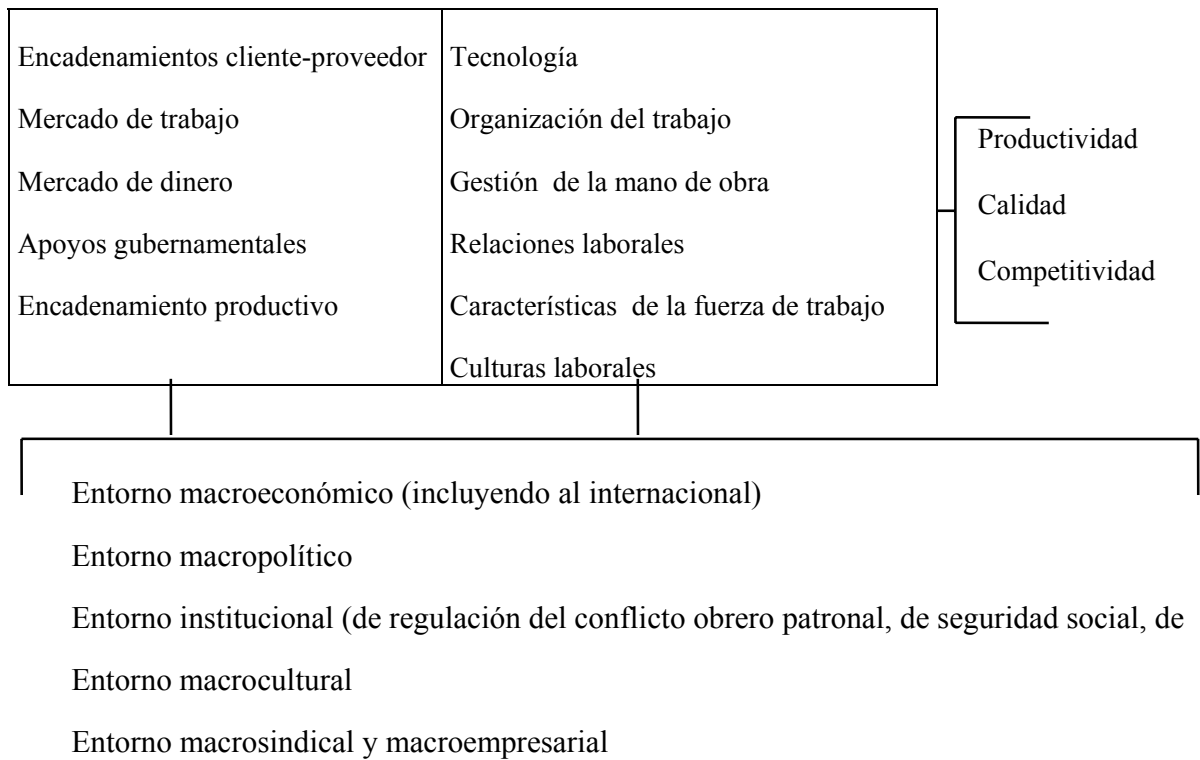 Encadenamientos cliente-proveedor
Mercado de trabajo
Mercado de dinero
Apoyos gubernamentales
Encadenamiento productivo
Tecnología
Organización del trabajo
Gestión de la mano de obra
Relaciones laborales
Características de la fuerza de trabajo
Culturas laborales
Productividad
Calidad
Competitividad
Entorno macroeconómico (incluyendo al internacional)
Entorno macropolítico
Entorno institucional (de regulación del conflicto obrero patronal, de seguridad social, de
Entorno macrocultural
Entorno macrosindical y macroempresarial